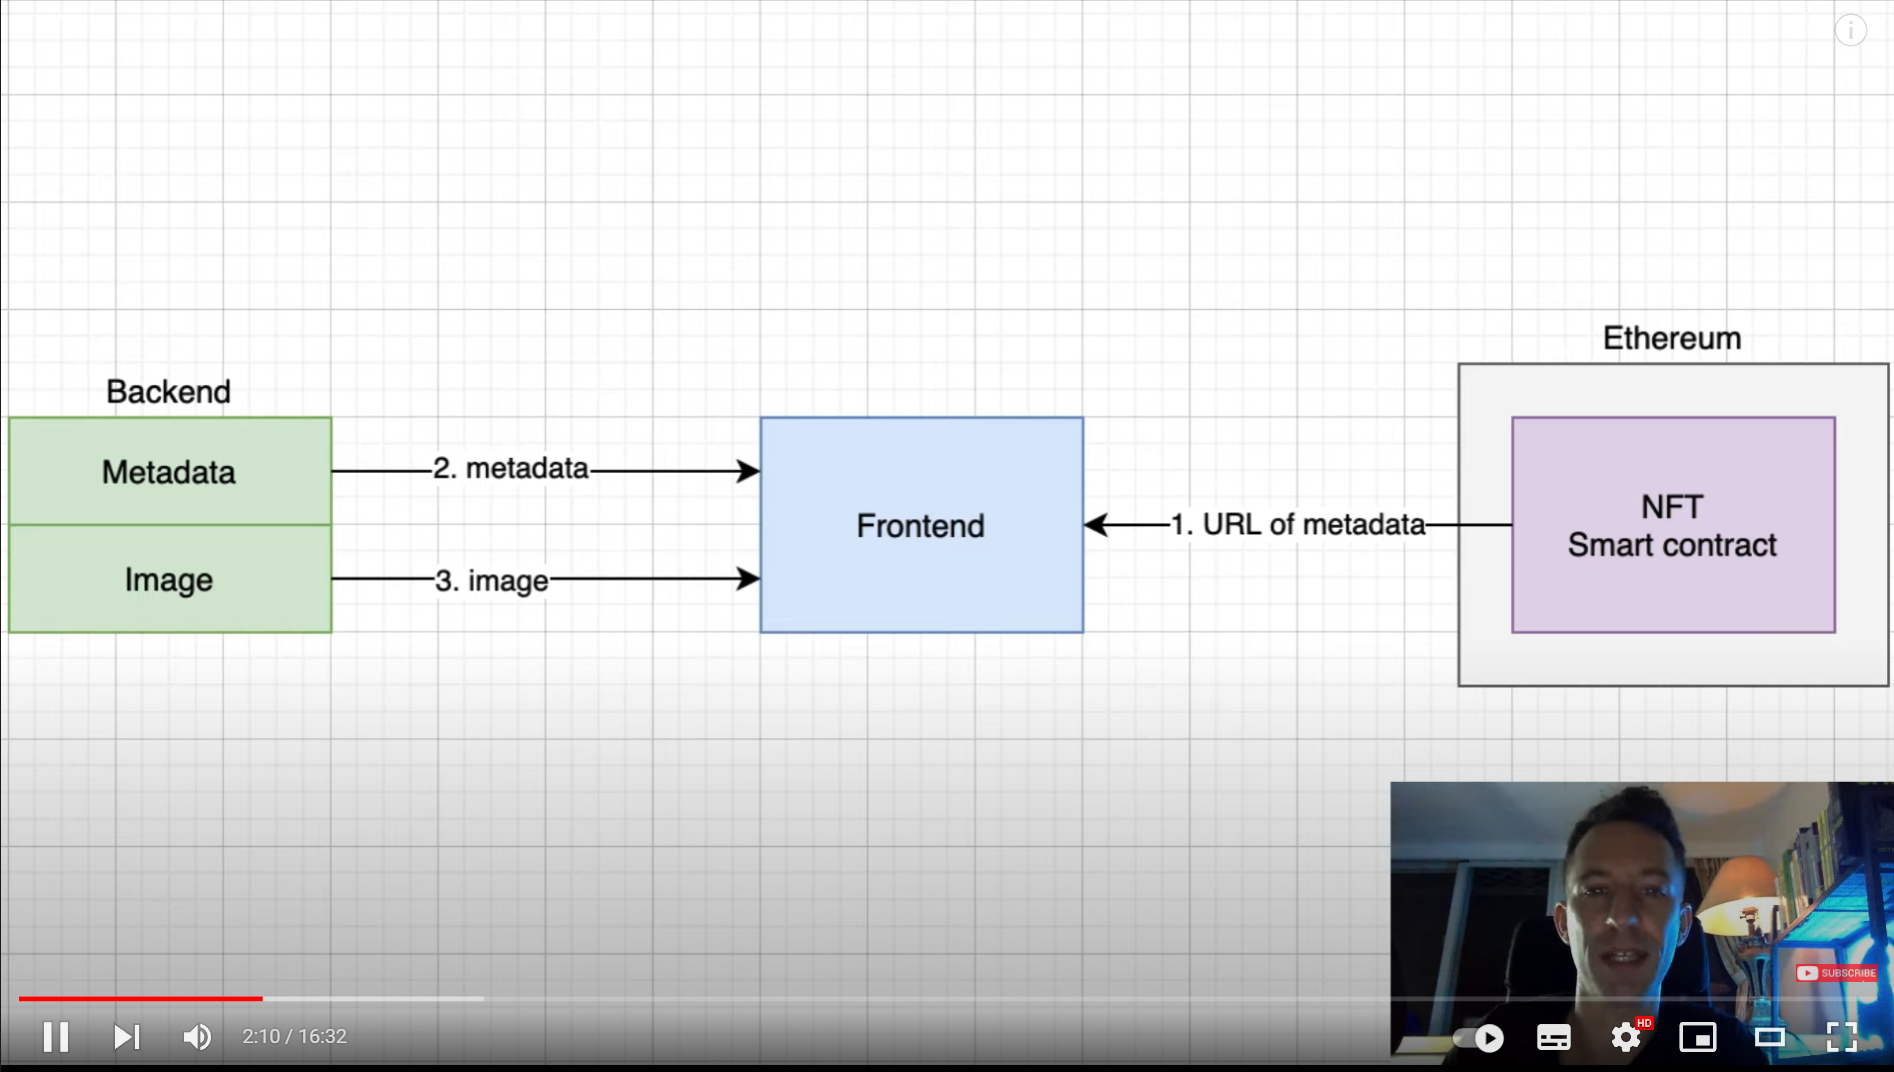 Ethereum
Backend
Metadata
2. metadata
Frontend
1. URL of metadata
NFT
Smart contract
Image
3. image
SUBSCRIBE
2:10 / 16:32
HD